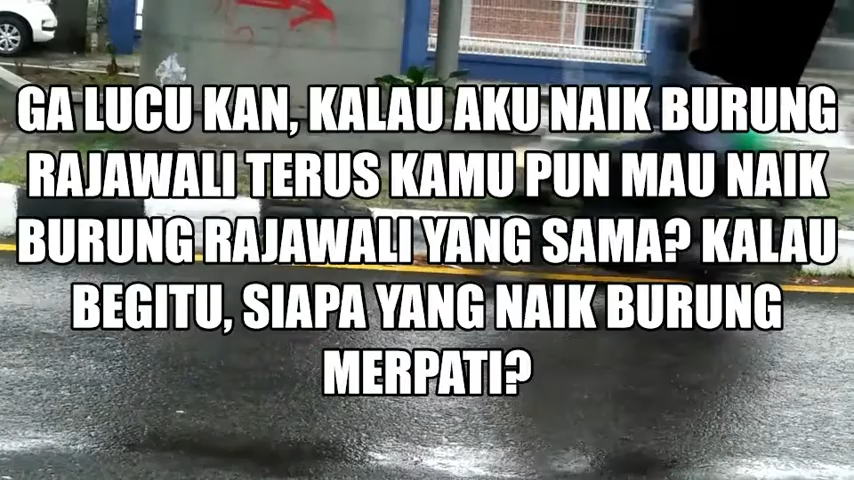 GA LUCU KAN, KALAU AKU NAIK BURUNG
RAJAWALI TERUS KAMU PUN MAU NAIK
BURUNG RAJAWALI YANG SAMA? KALAU
BEGITU, SIAPA YANG NAIK BURUNG
MERPATI?